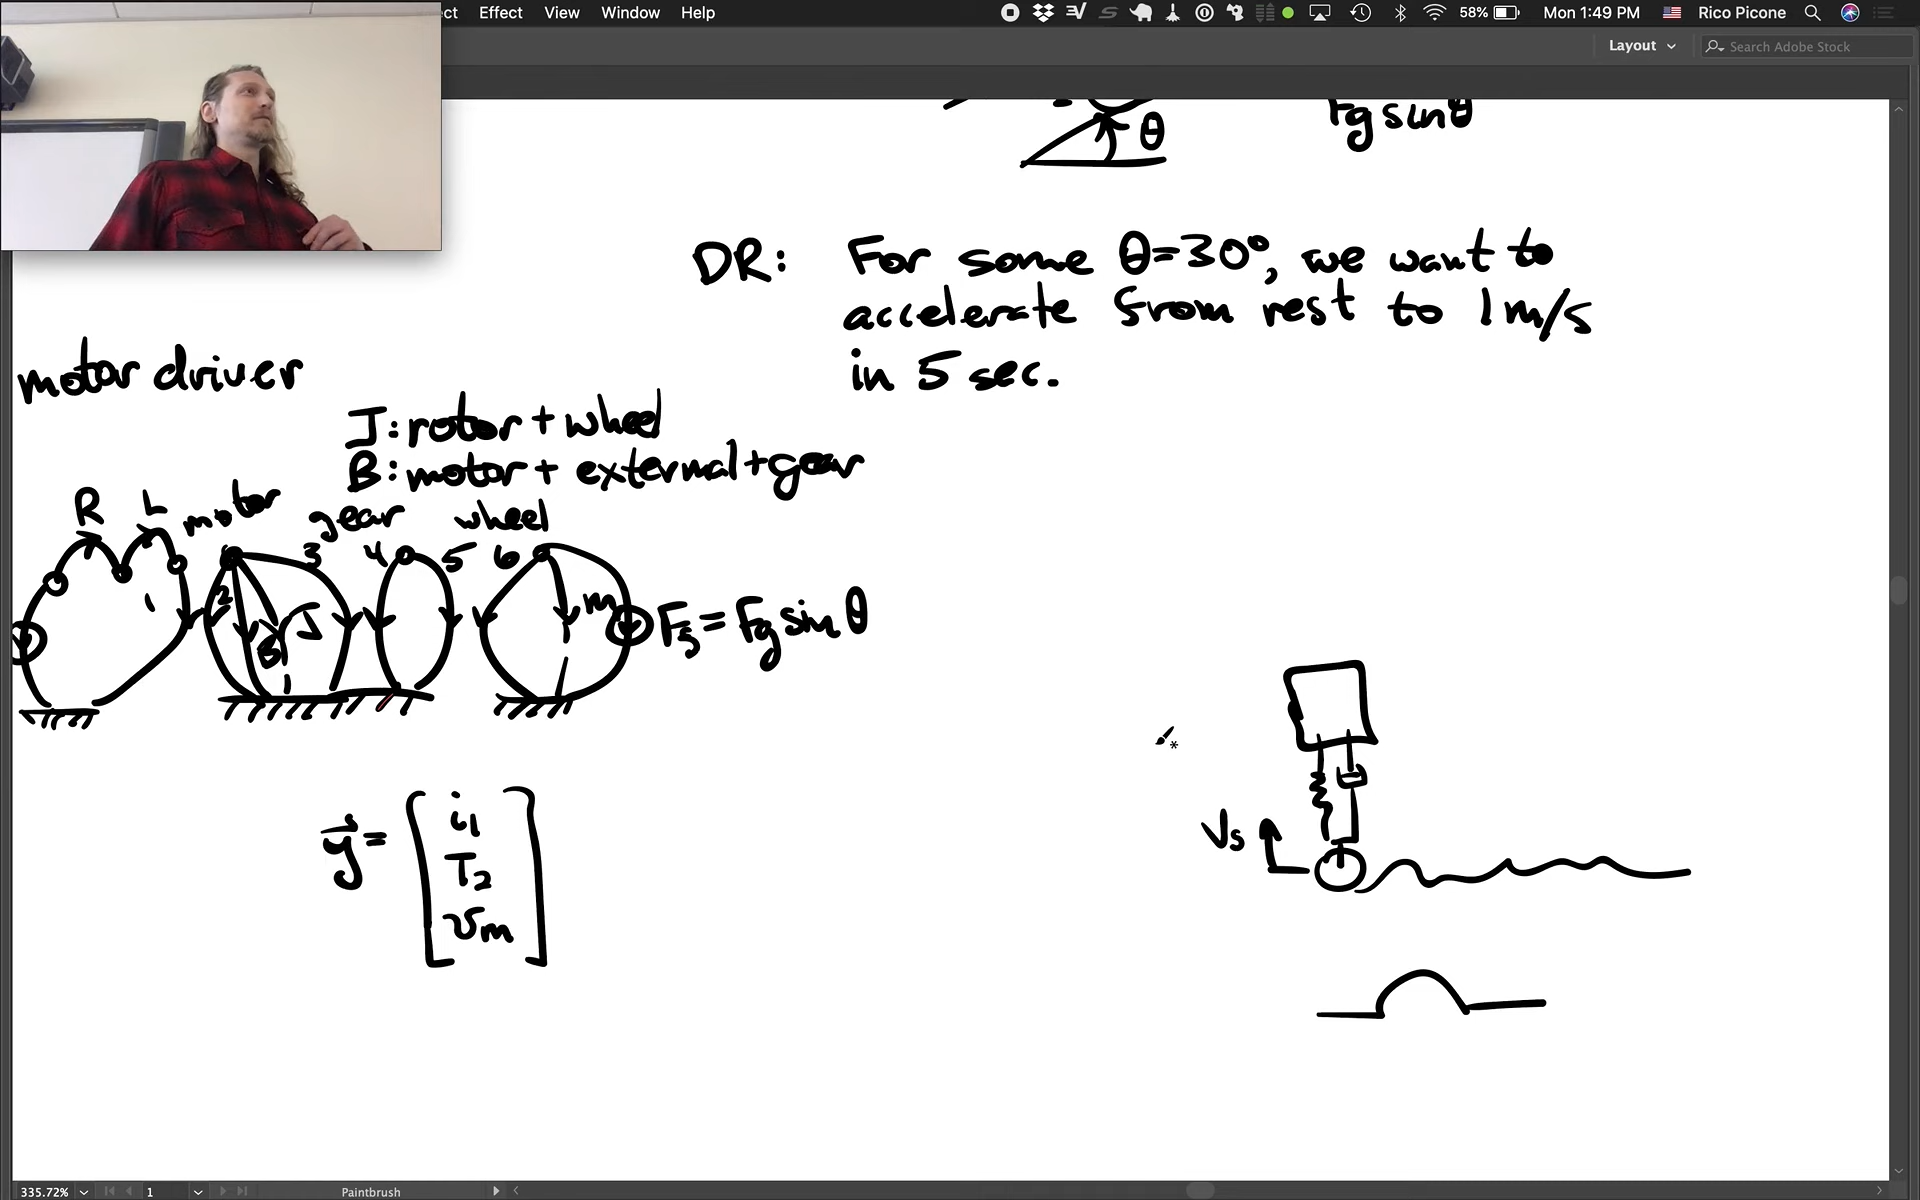 ct Effect View Window Help
58% Mon 1:49 PM Rico Picone
Layout
Search Adobe Stock
θ
Fg sinθ
DR: For some θ=30°, we want to
accelerate from rest to 1m/s
in 5 sec.
motor driver
J: rotor + wheel
B: motor + external + gear
R L motor gear wheel
1 2 B J 3 4 5 6 m
Fs = Fg sin θ
y = [ i1
T2
vm ]
Vs
335.72% 1 Paintbrush